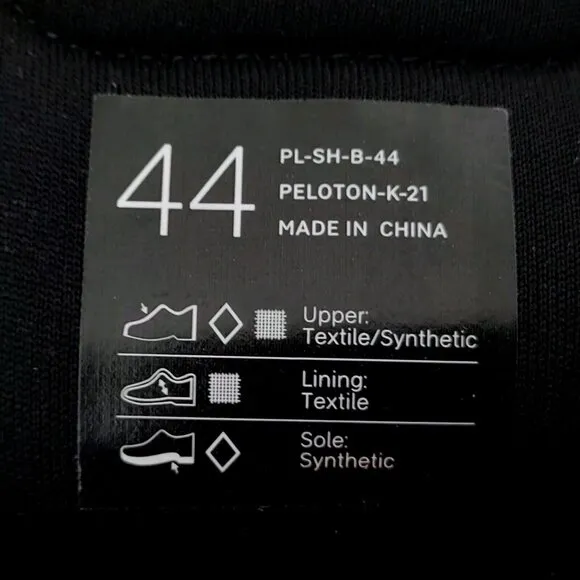 44
PL-SH-B-44
PELOTON-K-21
MADE IN CHINA
Upper:
Textile/Synthetic
Lining:
Textile
Sole:
Synthetic